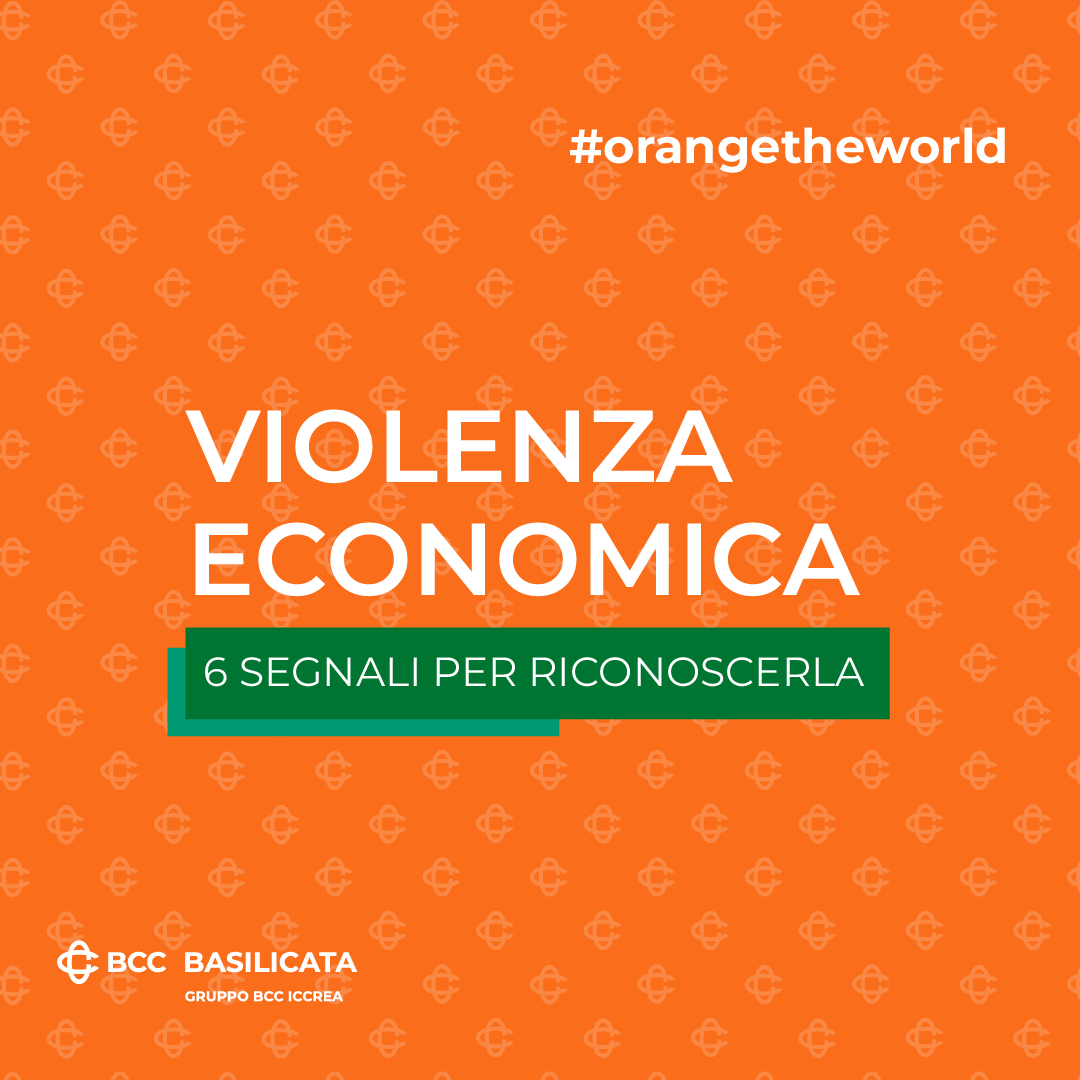 #orangetheworld
VIOLENZA
ECONOMICA
6 SEGNALI PER RICONOSCERLA
BCC BASILICATA
GRUPPO BCC ICCREA